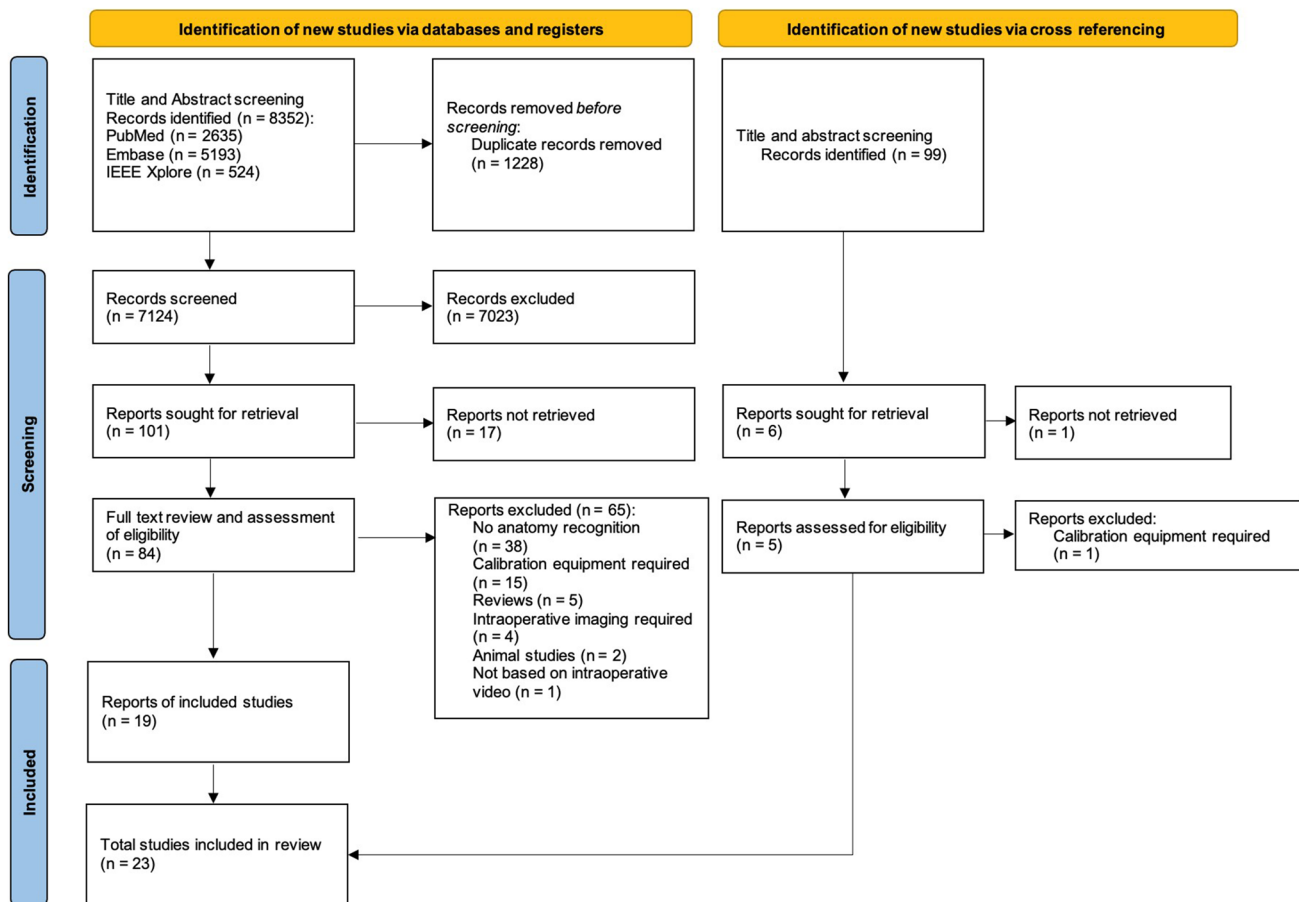 Identification of new studies via databases and registers
Identification of new studies via cross referencing
Identification
Title and Abstract screening
Records identified (n = 8352):
PubMed (n = 2635)
Embase (n = 5193)
IEEE Xplore (n = 524)
Records removed before
screening:
Duplicate records removed
(n = 1228)
Title and abstract screening
Records identified (n = 99)
Screening
Records screened
(n = 7124)
Records excluded
(n = 7023)
Reports sought for retrieval
(n = 101)
Reports not retrieved
(n = 17)
Reports sought for retrieval
(n = 6)
Reports not retrieved
(n = 1)
Full text review and assessment
of eligibility
(n = 84)
Reports excluded (n = 65):
No anatomy recognition
(n = 38)
Calibration equipment required
(n = 15)
Reviews (n = 5)
Intraoperative imaging required
(n = 4)
Animal studies (n = 2)
Not based on intraoperative
video (n = 1)
Reports assessed for eligibility
(n = 5)
Reports excluded:
Calibration equipment required
(n = 1)
Included
Reports of included studies
(n = 19)
Total studies included in review
(n = 23)